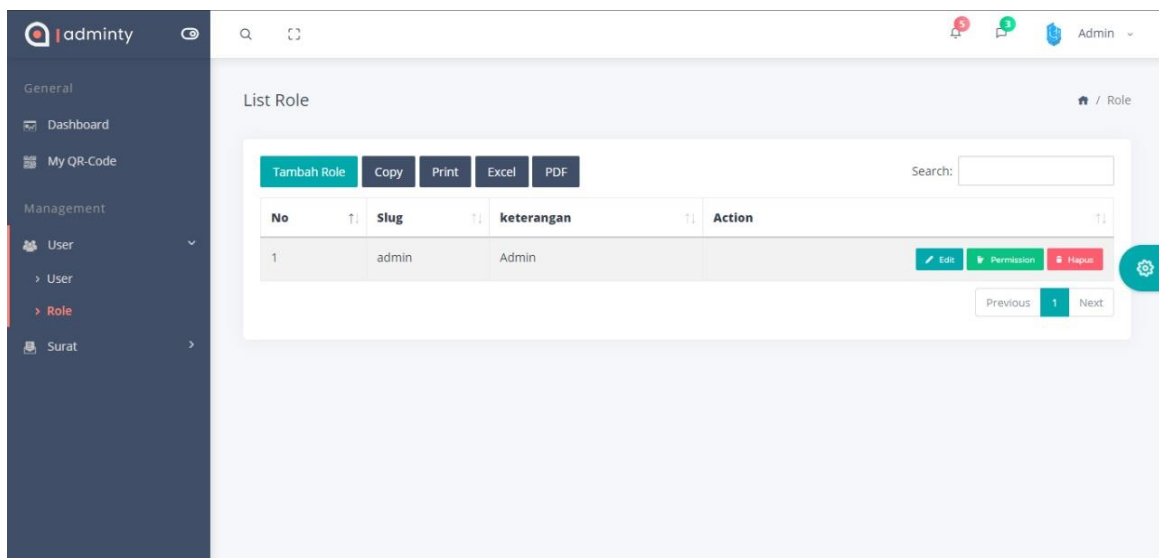 adminty
5
3
Admin
General
Dashboard
My QR-Code
Management
User
User
Role
Surat
List Role
/ Role
Tambah Role Copy Print Excel PDF
Search:
No Slug keterangan Action
1 admin Admin Edit Permission Hapus
Previous 1 Next